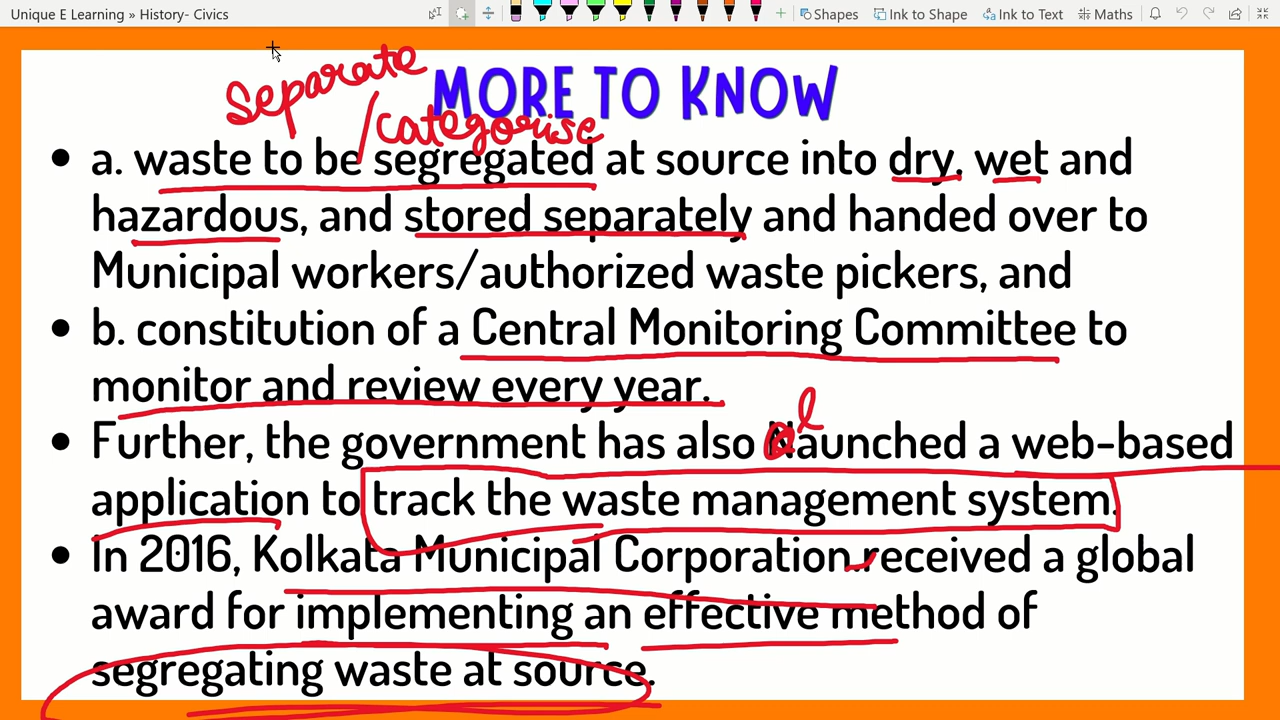 Unique E Learning » History- Civics
Shapes Ink to Shape Ink to Text Maths
separate
/categorise
MORE TO KNOW
• a. waste to be segregated at source into dry, wet and
hazardous, and stored separately and handed over to
Municipal workers/authorized waste pickers, and
• b. constitution of a Central Monitoring Committee to
monitor and review every year.
• Further, the government has also launched a web-based
application to track the waste management system.
• In 2016, Kolkata Municipal Corporation received a global
award for implementing an effective method of
segregating waste at source.